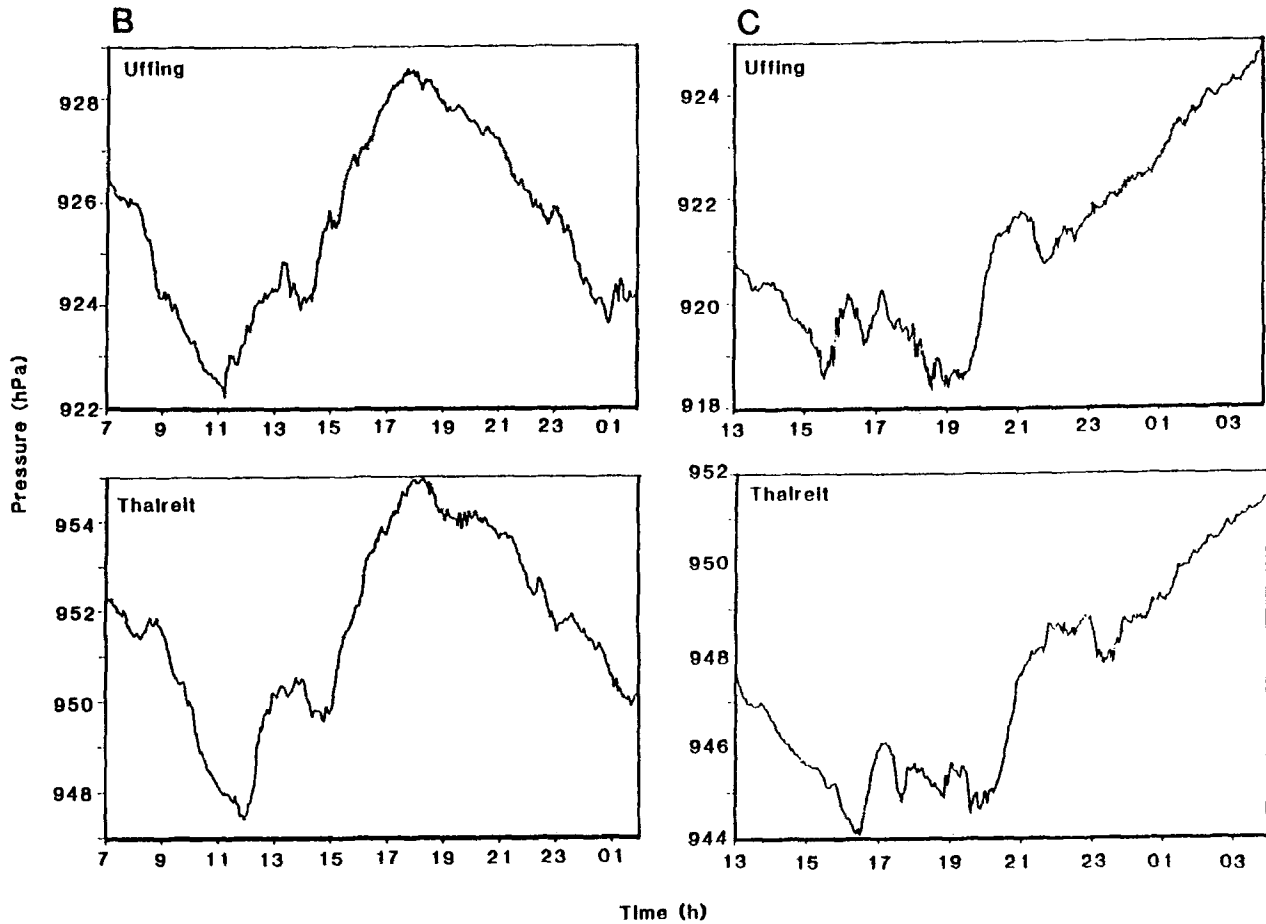 B
C
Uffing
928
926
924
922
7 9 11 13 15 17 19 21 23 01
Uffing
924
922
920
918
13 15 17 19 21 23 01 03
Pressure (hPa)
Thalreit
954
952
950
948
7 9 11 13 15 17 19 21 23 01
Thalreit
952
950
948
946
944
13 15 17 19 21 23 01 03
Time (h)